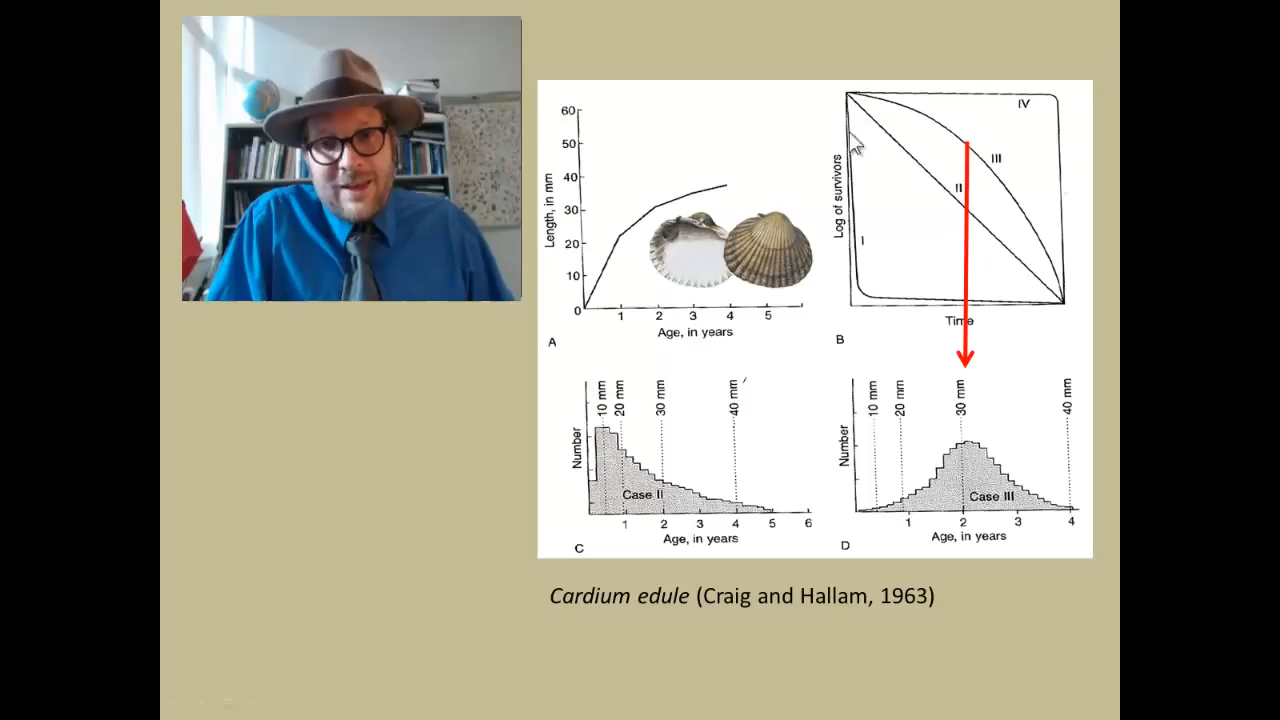 60
50
40
30
20
10
0
Length, in mm
1 2 3 4 5
Age, in years
A
IV
III
II
I
Log of survivors
Time
B
10 mm
20 mm
30 mm
40 mm
Number
Case II
1 2 3 4 5 6
Age, in years
C
10 mm
20 mm
30 mm
40 mm
Number
Case III
1 2 3 4
Age, in years
D
Cardium edule (Craig and Hallam, 1963)